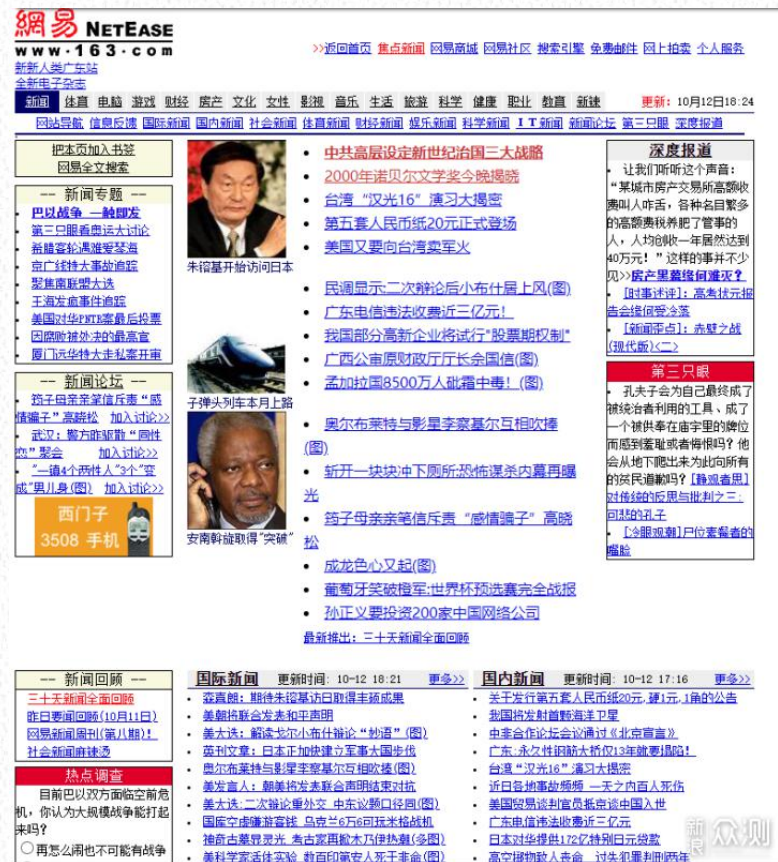 網易 NETEASE
www.163.com
新新人类广东站
全新电子杂志
>>返回首页 焦点新闻 网易商城 网易社区 搜索引擎 免费邮件 网上拍卖 个人服务
新闻 体育 电脑 游戏 财经 房产 文化 女性 影视 音乐 生活 旅游 科学 健康 职业 教育 新锐 更新: 10月12日18:24
网站导航 信息反馈 国际新闻 国内新闻 社会新闻 体育新闻 财经新闻 娱乐新闻 科学新闻 IT新闻 新闻论坛 第三只眼 深度报道
把本页加入书签
网易全文搜索
-- 新闻专题 --
巴以战争 一触即发
第三只眼看奥运大讨论
希腊客轮遇难爱琴海
京广线特大事故追踪
聚焦南联盟大选
王海发疯事件追踪
美国对华PNTR案最后投票
因腐败被处决的最高官
厦门远华特大走私案开审
-- 新闻论坛 --
筠子母亲亲笔信斥责“感
情骗子”高晓松 加入讨论>>
武汉：警方昨驱散“同性
恋”聚会 加入讨论>>
“一镇4个两性人”3个“变
成”男儿身(图) 加入讨论>>
西门子
3508 手机
朱镕基开始访问日本
子弹头列车本月上路
安南斡旋取得“突破”
中共高层设定新世纪治国三大战略
2000年诺贝尔文学奖今晚揭晓
台湾“汉光16”演习大揭密
第五套人民币纸20元正式登场
美国又要向台湾卖军火
民调显示:二次辩论后小布什居上风(图)
广东电信违法收费近三亿元!
我国部分高新企业将试行"股票期权制"
广西公审原财政厅厅长会国信(图)
孟加拉国8500万人砒霜中毒! (图)
奥尔布莱特与影星李察基尔互相吹捧
(图)
斩开一块块冲下厕所:恐怖谋杀内幕再曝
光
筠子母亲亲笔信斥责“感情骗子”高晓
松
成龙色心又起(图)
葡萄牙笑破橙军:世界杯预选赛完全战报
孙正义要投资200家中国网络公司
最新推出: 三十天新闻全面回顾
深度报道
让我们听听这个声音:
“某城市房产交易所高额收
费叫人咋舌，各种名目繁多
的高额费税养肥了管事的
人，人均创收一年居然达到
40万元！”这样的事并不少
见>>房产黑幕缘何难灭？
[时事述评]：高考状元报
告会缘何受冷落
[新闻歪点]：赤壁之战
(现代版)<二>
第三只眼
孔夫子会为自己最终成了
被统治者利用的工具、成了
一个被供奉在庙宇里的牌位
而感到羞耻或者悔恨吗？他
会从地下爬出来为此向所有
的贫民道歉吗？[静观者思]
对传统的反思与批判之三:
可悲的孔子
[冷眼观潮]尸位素餐者的
嘴脸
-- 新闻回顾 --
三十天新闻全面回顾
昨日要闻回顾(10月11日)
网易新闻周刊(第八期)!
社会新闻麻辣烫
热点调查
目前巴以双方面临空前危
机，你认为大规模战争能打起
来吗?
再怎么闹也不可能有战争
国际新闻 更新时间: 10-12 18:21 更多>>
森喜朗：期待朱镕基访日取得丰硕成果
美朝将联合发表和平声明
美大选：解读戈尔小布什辩论“妙语”(图)
英刊文章：日本正加快建立军事大国步伐
奥尔布莱特与影星李察基尔互相吹捧(图)
美发言人：朝美将发表联合声明结束对抗
美大选:二次辩论重外交 中东议题口径同(图)
国库空虚赚游客钱 乌克兰6万6可玩米格战机
神奇古墓显灵光 考古家再掀木乃伊热潮(多图)
美科学家活体实验 数百印第安人死于非命(图)
国内新闻 更新时间: 10-12 17:16 更多>>
关于发行第五套人民币纸20元,硬1元,1角的公告
我国将发射首颗海洋卫星
中非合作论坛会议通过《北京宣言》
广东:永久性钢筋大桥仅13年就要塌陷!
台湾“汉光16”演习大揭密
近日各地事故频频 一天之内百人死伤
美国贸易谈判官员抵京谈中国入世
广东电信违法收费近三亿元
日本对华提供172亿特别日元贷款
高空掷物致人丧命 过失犯罪判刑两年
新浪 众测